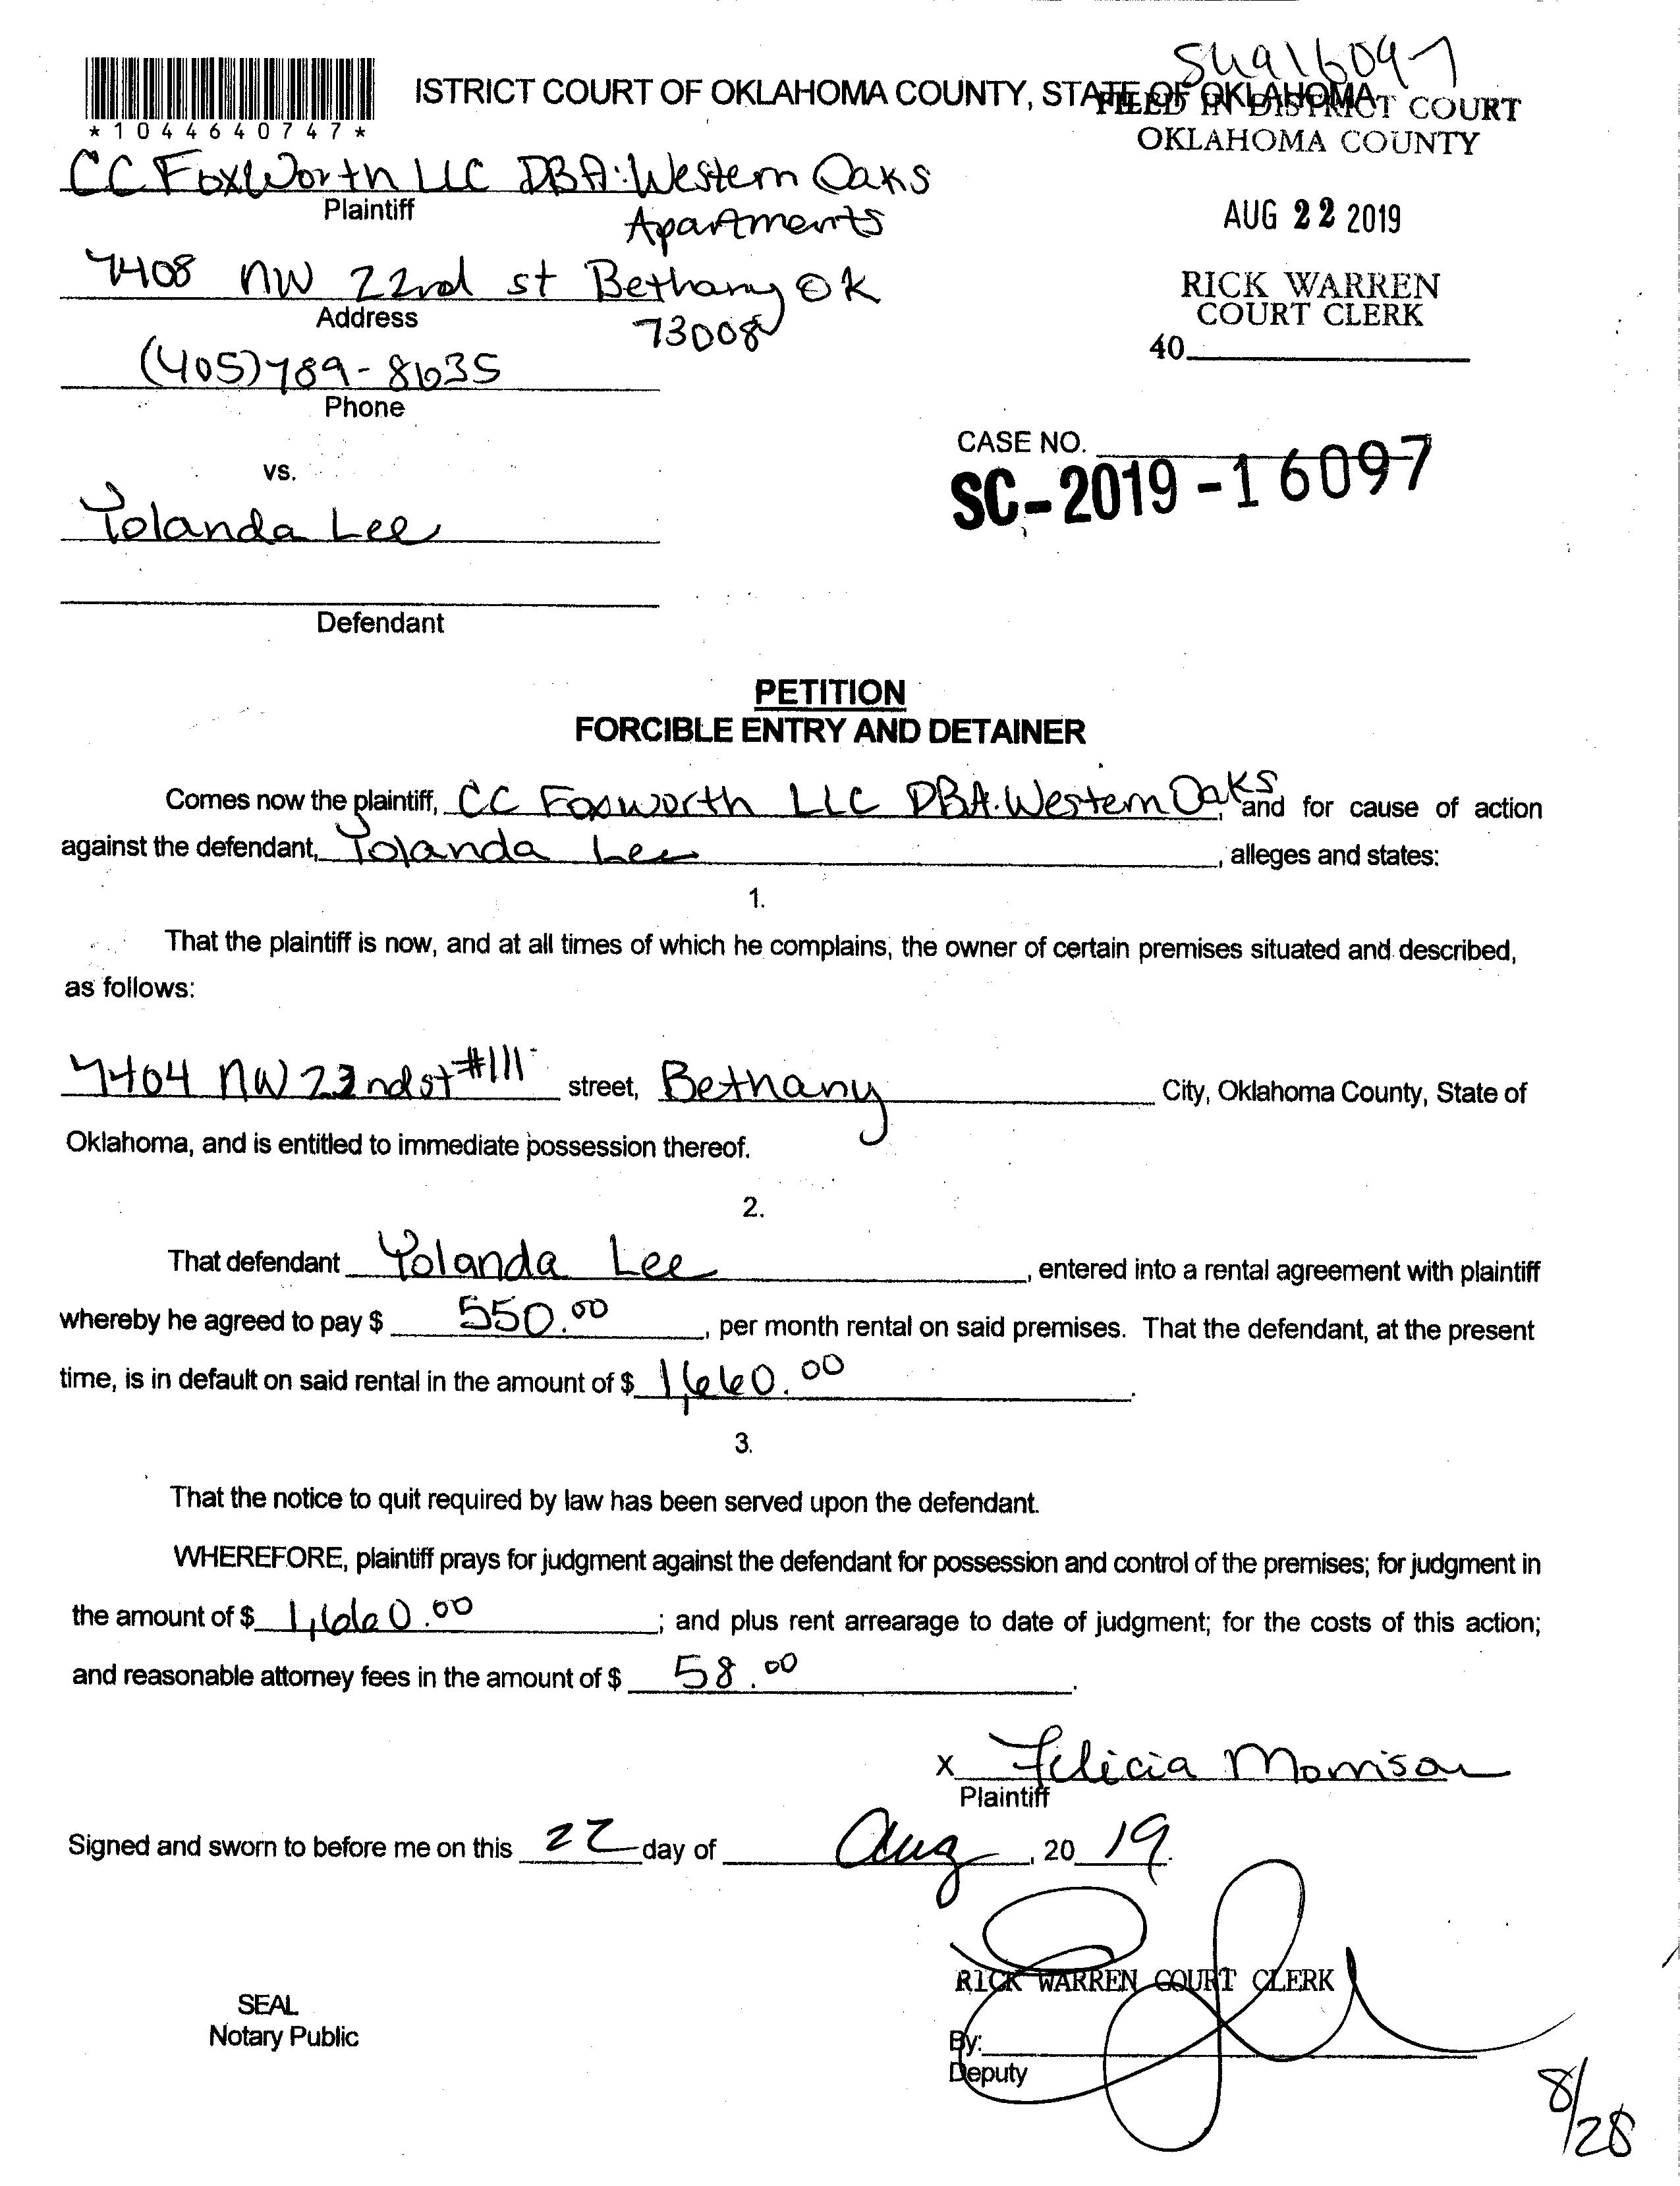 SC1916097
ISTRICT COURT OF OKLAHOMA COUNTY, STATE OF OKLAHOMA
FILED IN DISTRICT COURT
OKLAHOMA COUNTY
*1044640747*
CC FoxWorth LLC DBA: Western Oaks
Plaintiff
Apartments
AUG 22 2019
7408 NW 22nd st Bethany OK
Address
73008
RICK WARREN
COURT CLERK
40
(405)789-8635
Phone
CASE NO.
SC-2019-16097
vs.
Yolanda Lee
Defendant
PETITION
FORCIBLE ENTRY AND DETAINER
Comes now the plaintiff, CC Foxworth LLC DBA: Western Oaks, and for cause of action
against the defendant, Yolanda Lee, alleges and states:
1.
That the plaintiff is now, and at all times of which he complains, the owner of certain premises situated and described,
as follows:
7404 NW 22nd st #111 street, Bethany City, Oklahoma County, State of
Oklahoma, and is entitled to immediate possession thereof.
2.
That defendant Yolanda Lee, entered into a rental agreement with plaintiff
whereby he agreed to pay $ 550.00, per month rental on said premises. That the defendant, at the present
time, is in default on said rental in the amount of $ 1,660.00.
3.
That the notice to quit required by law has been served upon the defendant.
WHEREFORE, plaintiff prays for judgment against the defendant for possession and control of the premises; for judgment in
the amount of $ 1,660.00; and plus rent arrearage to date of judgment; for the costs of this action;
and reasonable attorney fees in the amount of $ 58.00.
x Felicia Morrison
Plaintiff
Signed and sworn to before me on this 22 day of Aug, 20 19.
RICK WARREN COURT CLERK
SEAL
Notary Public
By:
Deputy
8/28